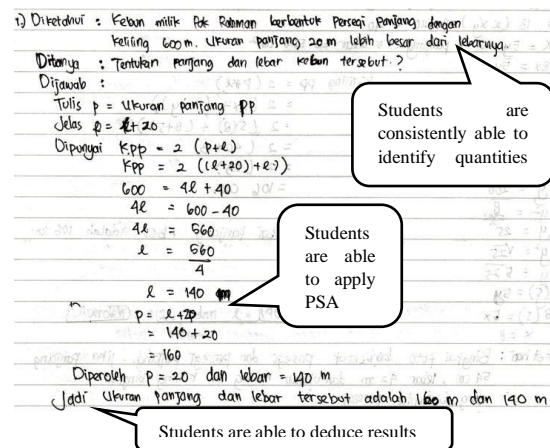 1.) Diketahui : Kebun milik Pak Rahman berbentuk Persegi Panjang dengan
Keliling 600 m. Ukuran panjang 20 m lebih besar dari lebarnya
Ditanya : Tentukan panjang dan lebar kebun tersebut ?
Dijawab :
Tulis p = Ukuran panjang pp
Jelas p = l + 20
Dipunyai Kpp = 2 (p+l)
Kpp = 2 ((l+20)+l)
600 = 4l + 40
4l = 600 - 40
4l = 560
l = 560
4
l = 140 m
p = l + 20
= 140 + 20
= 160
Diperoleh p = 20 dan lebar = 140 m
Jadi Ukuran Panjang dan lebar tersebut adalah 160 m dan 140 m
Students are
consistently able to
identify quantities
Students
are able
to apply
PSA
Students are able to deduce results